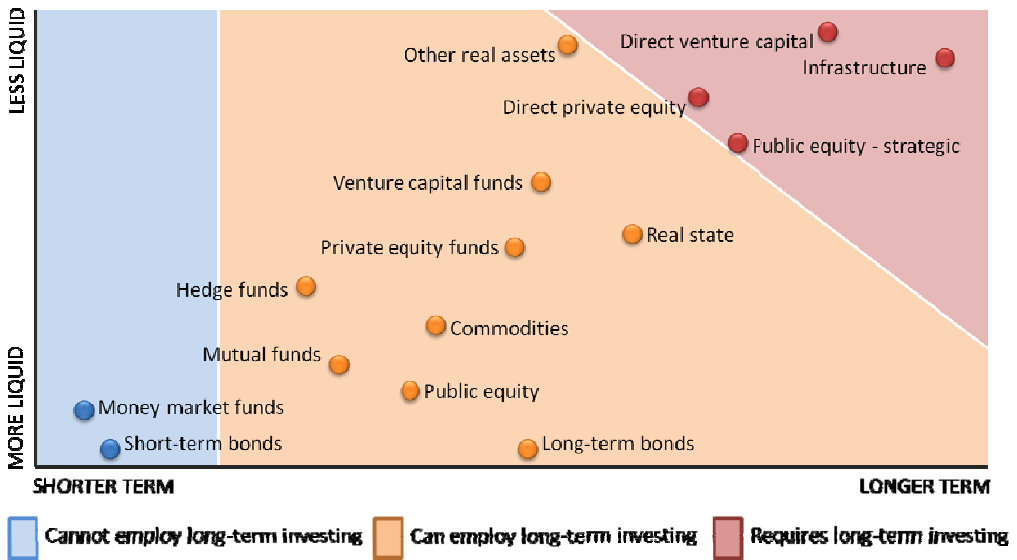 LESS LIQUID
Direct venture capital
Other real assets
Infrastructure
Direct private equity
Public equity - strategic
Venture capital funds
Real state
Private equity funds
Hedge funds
Commodities
Mutual funds
Public equity
MORE LIQUID
Money market funds
Short-term bonds
Long-term bonds
SHORTER TERM
LONGER TERM
Cannot employ long-term investing
Can employ long-term investing
Requires long-term investing